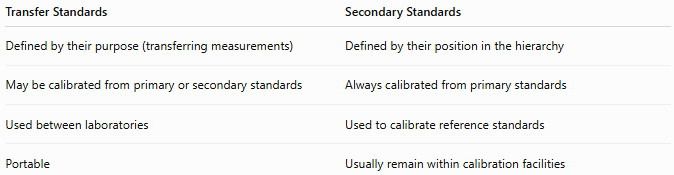 Transfer Standards Secondary Standards
Defined by their purpose (transferring measurements) Defined by their position in the hierarchy
May be calibrated from primary or secondary standards Always calibrated from primary standards
Used between laboratories Used to calibrate reference standards
Portable Usually remain within calibration facilities